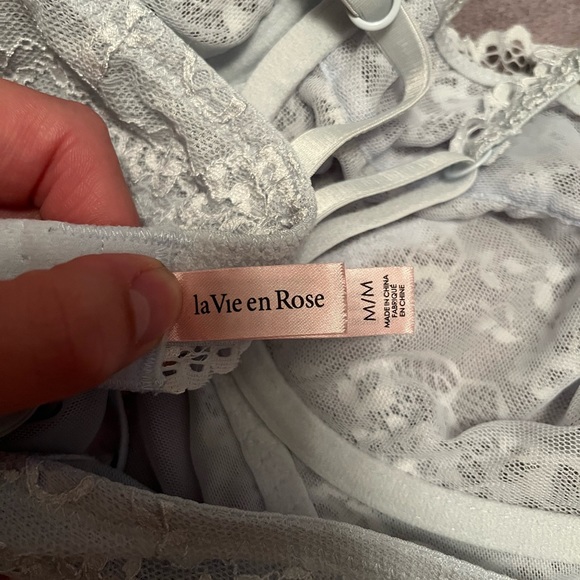 la Vie en Rose
M/M
MADE IN CHINA
FABRIQUÉ
EN CHINE